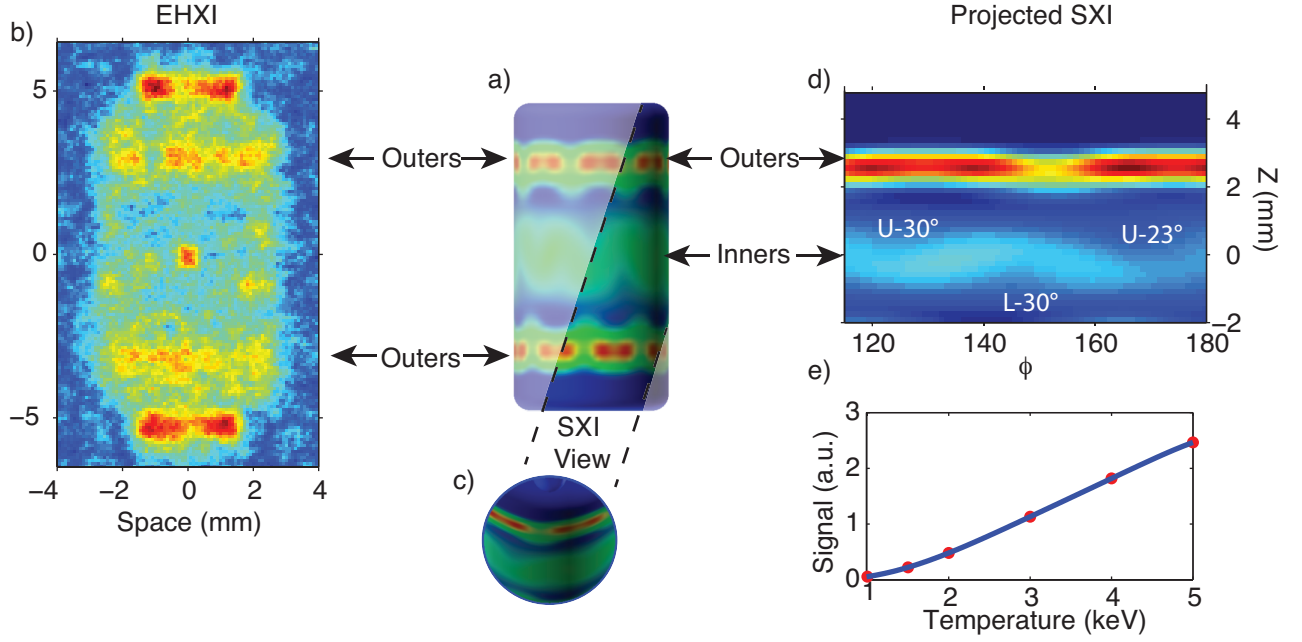 EHXI
Projected SXI
b)
a)
d)
5
0
−5
−4
−2
0
2
4
Space (mm)
Outers
Outers
Inners
Outers
SXI
View
c)
U-30°
U-23°
L-30°
4
2
0
−2
Z (mm)
120
140
160
180
ϕ
e)
3
2
1
0
Signal (a.u.)
1
2
3
4
5
Temperature (keV)